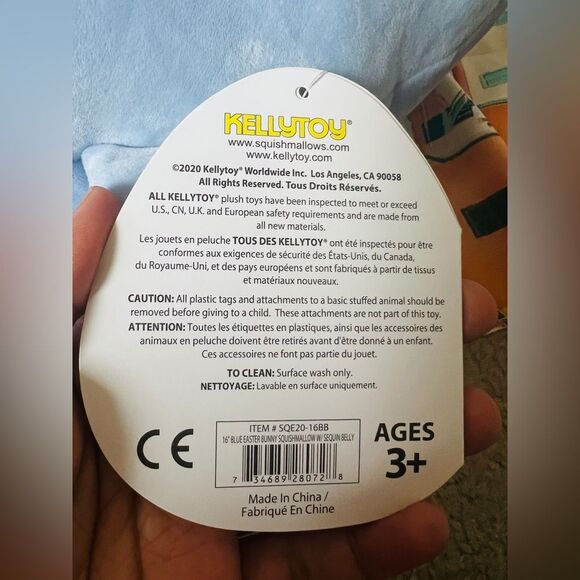 KELLYTOY®
www.squishmallows.com
www.kellytoy.com
©2020 Kellytoy® Worldwide Inc. Los Angeles, CA 90058
All Rights Reserved. Tous Droits Réservés.
ALL KELLYTOY® plush toys have been inspected to meet or exceed
U.S., CN, U.K. and European safety requirements and are made from
all new materials.
Les jouets en peluche TOUS DES KELLYTOY® ont été inspectés pour être
conformes aux exigences de sécurité des États-Unis, du Canada,
du Royaume-Uni, et des pays européens et sont fabriqués à partir de tissus
et matériaux nouveaux.
CAUTION: All plastic tags and attachments to a basic stuffed animal should be
removed before giving to a child. These attachments are not part of this toy.
ATTENTION: Toutes les étiquettes en plastiques, ainsi que les accessoires des
animaux en peluche doivent être retirés avant d'être donné à un enfant.
Ces accessoires ne font pas partie du jouet.
TO CLEAN: Surface wash only.
NETTOYAGE: Lavable en surface uniquement.
CE
ITEM # SQE20-16BB
16" BLUE EASTER BUNNY SQUISHMALLOW W/ SEQUIN BELLY
7 34689 28072 8
AGES
3+
Made In China /
Fabriqué En Chine